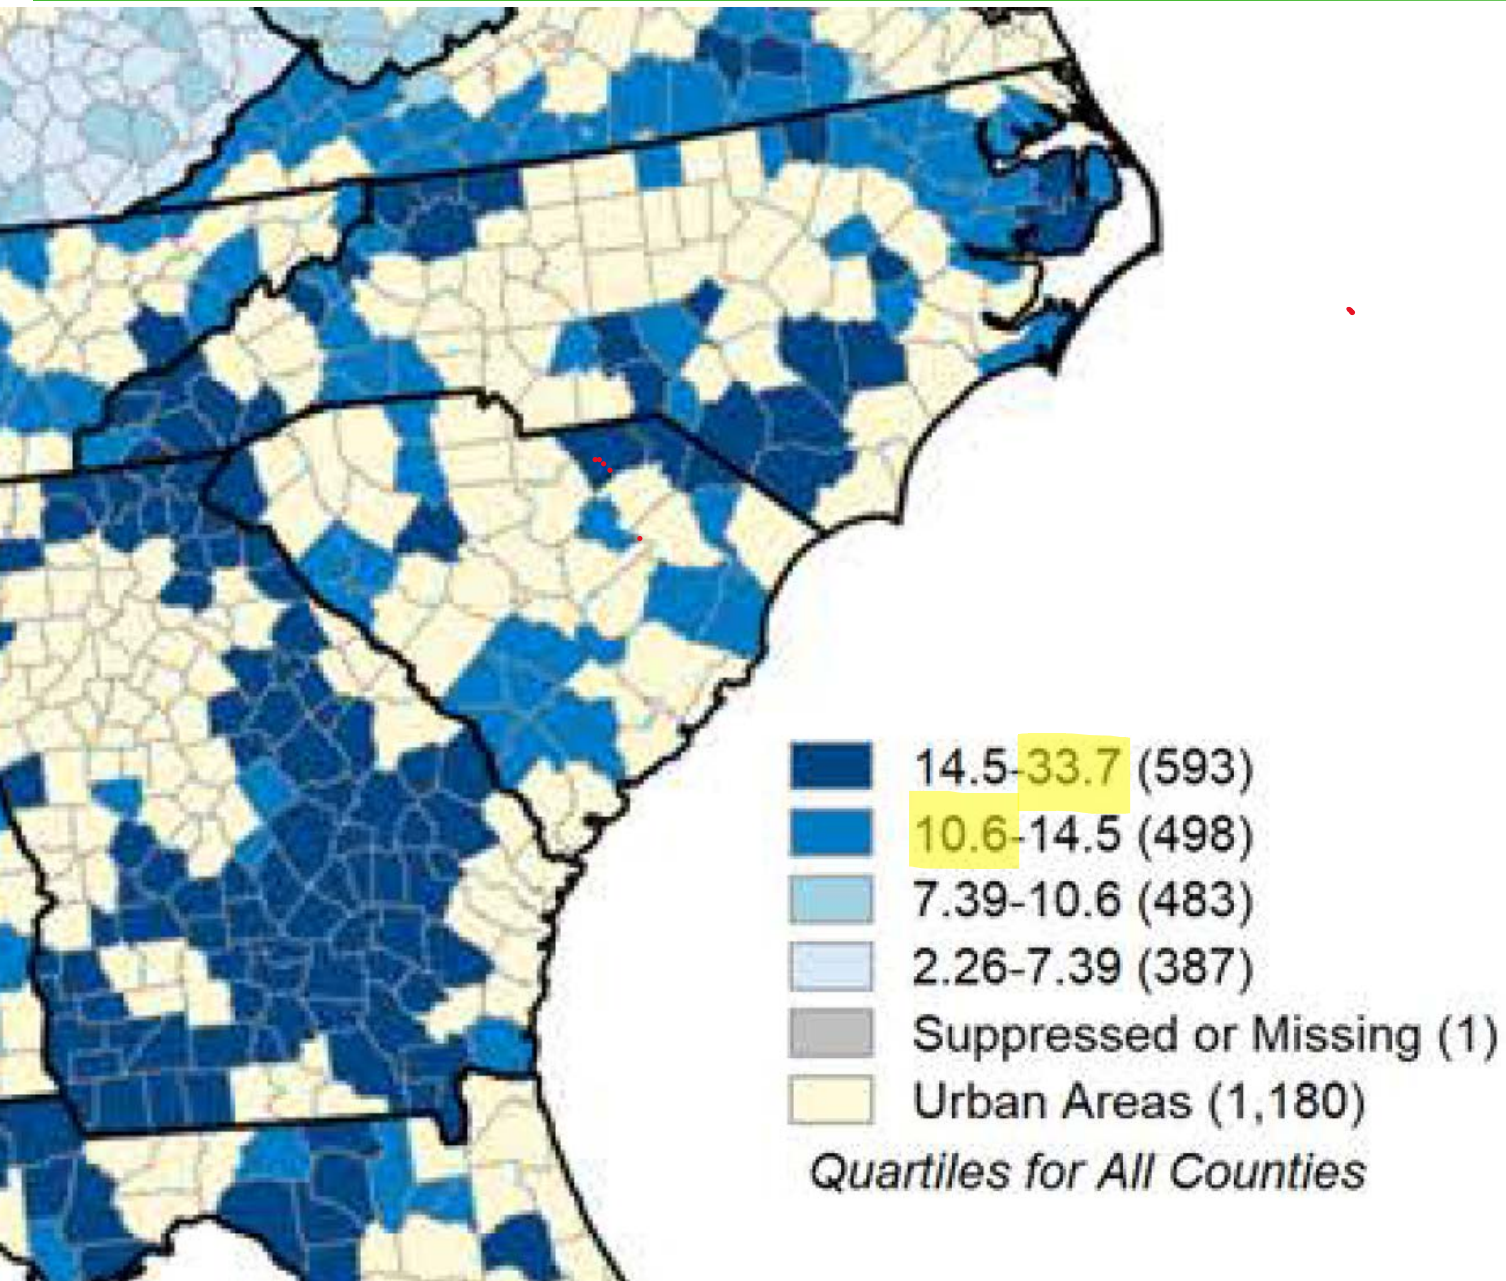 14.5-33.7 (593)
10.6-14.5 (498)
7.39-10.6 (483)
2.26-7.39 (387)
Suppressed or Missing (1)
Urban Areas (1,180)
Quartiles for All Counties